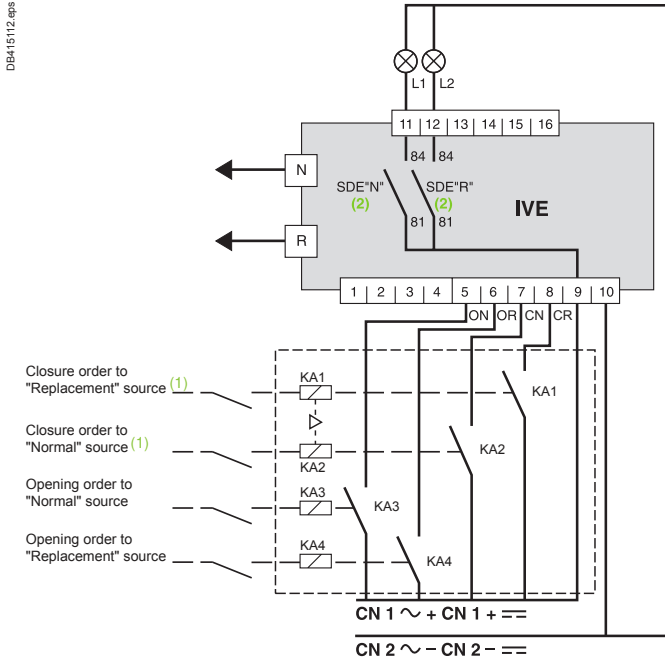 DB415112.eps
L1 L2
11 12 13 14 15 16
84 84
N
SDE"N" SDE"R"
(2) (2)
IVE
81 81
R
1 2 3 4 5 6 7 8 9 10
ON OR CN CR
Closure order to
"Replacement" source (1)
KA1
KA1
Closure order to
"Normal" source (1)
KA2
KA2
Opening order to
"Normal" source
KA3
KA3
Opening order to
"Replacement" source
KA4
KA4
CN 1 ~ + CN 1 + ⎓
CN 2 ~ – CN 2 – ⎓